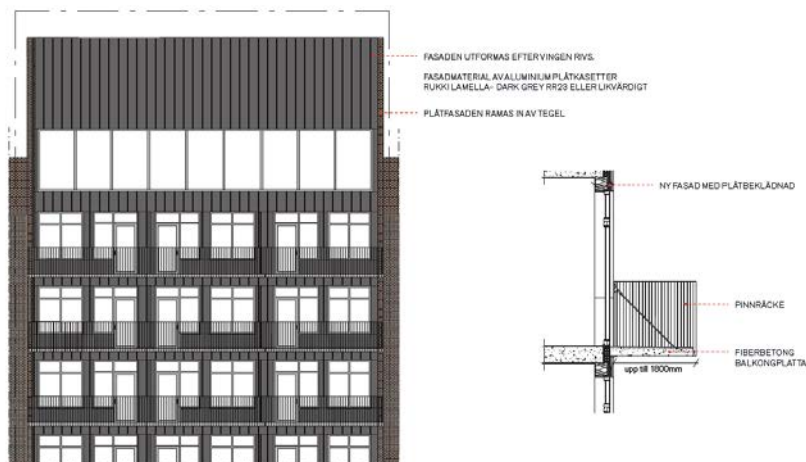 FASADEN UTFORMAS EFTER VINGEN RIVS.
FASADMATERIAL AV ALUMINIUM PLÅTKASETTER
RUKKI LAMELLA- DARK GREY RR23 ELLER LIKVÄRDIGT
PLÅTFASADEN RAMAS IN AV TEGEL
NY FASAD MED PLÅTBEKLÄDNAD
PINNRÄCKE
FIBERBETONG
BALKONGPLATTA
upp till 1800mm